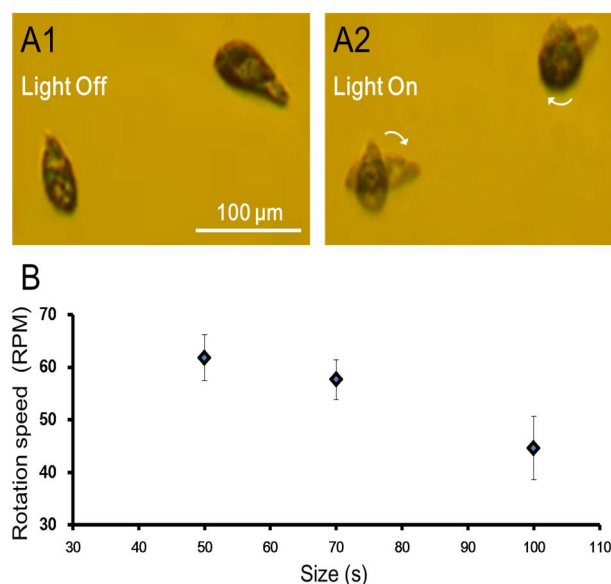 A1
Light Off
100 µm
A2
Light On
B
Rotation speed (RPM)
70
60
50
40
30
30 40 50 60 70 80 90 100 110
Size (s)